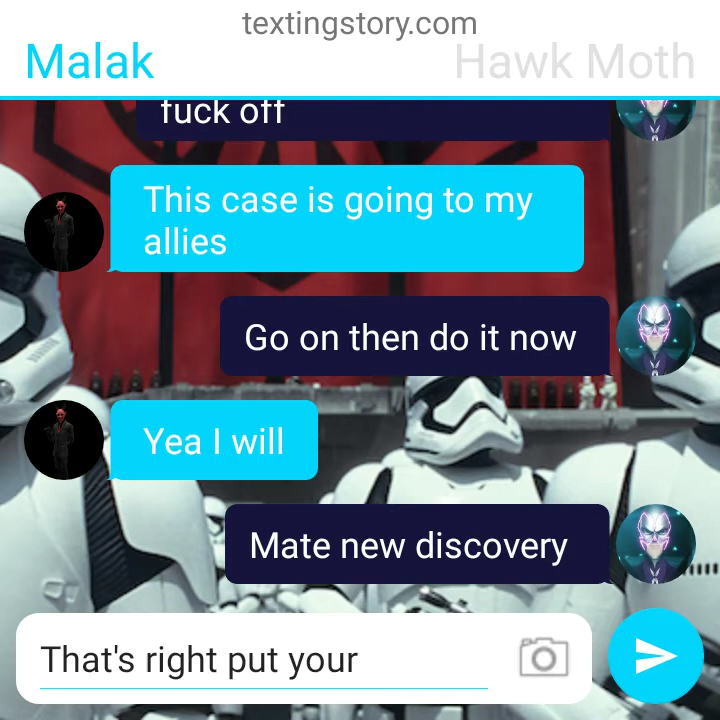 textingstory.com
Malak
Hawk Moth
fuck off
This case is going to my
allies
Go on then do it now
Yea I will
Mate new discovery
That's right put your